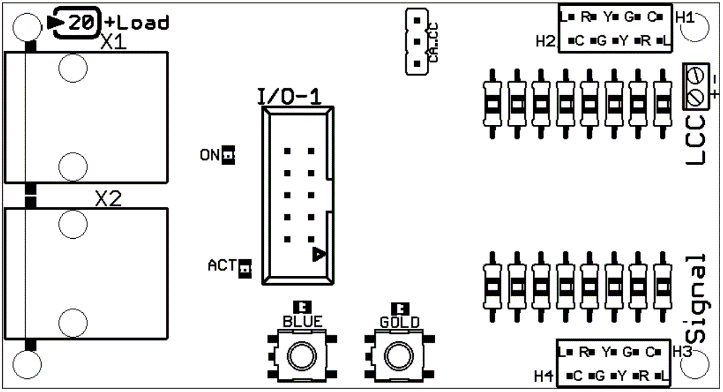 20 +Load
X1
I/O-1
CA..CC
L R Y G C H1
H2 C G Y R L
- +
LCC
ON
X2
ACT
BLUE
GOLD
Signal
L R Y G C H3
H4 C G Y R L